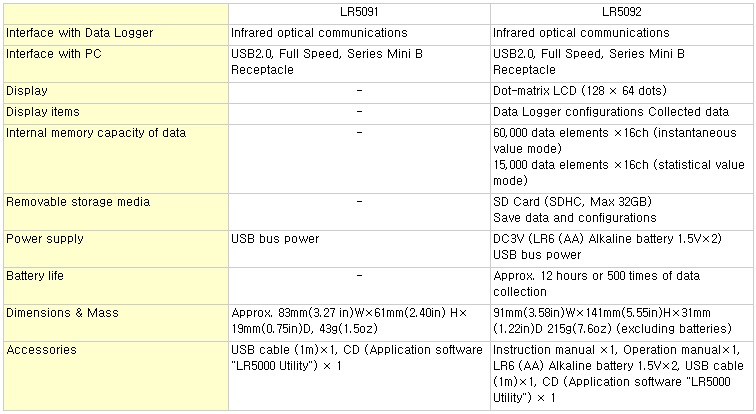 LR5091 LR5092
Interface with Data Logger Infrared optical communications Infrared optical communications
Interface with PC USB2.0, Full Speed, Series Mini B USB2.0, Full Speed, Series Mini B
Receptacle Receptacle
Display - Dot-matrix LCD (128 × 64 dots)
Display items - Data Logger configurations Collected data
Internal memory capacity of data - 60,000 data elements ×16ch (instantaneous
value mode)
15,000 data elements ×16ch (statistical value
mode)
Removable storage media - SD Card (SDHC, Max 32GB)
Save data and configurations
Power supply USB bus power DC3V (LR6 (AA) Alkaline battery 1.5V×2)
USB bus power
Battery life - Approx. 12 hours or 500 times of data
collection
Dimensions & Mass Approx. 83mm(3.27 in)W×61mm(2.40in) H× 91mm(3.58in)W×141mm(5.55in)H×31mm
19mm(0.75in)D, 43g(1.5oz) (1.22in)D 215g(7.6oz) (excluding batteries)
Accessories USB cable (1m)×1, CD (Application software Instruction manual ×1, Operation manual×1,
"LR5000 Utility") × 1 LR6 (AA) Alkaline battery 1.5V×2, USB cable
(1m)×1, CD (Application software "LR5000
Utility") × 1